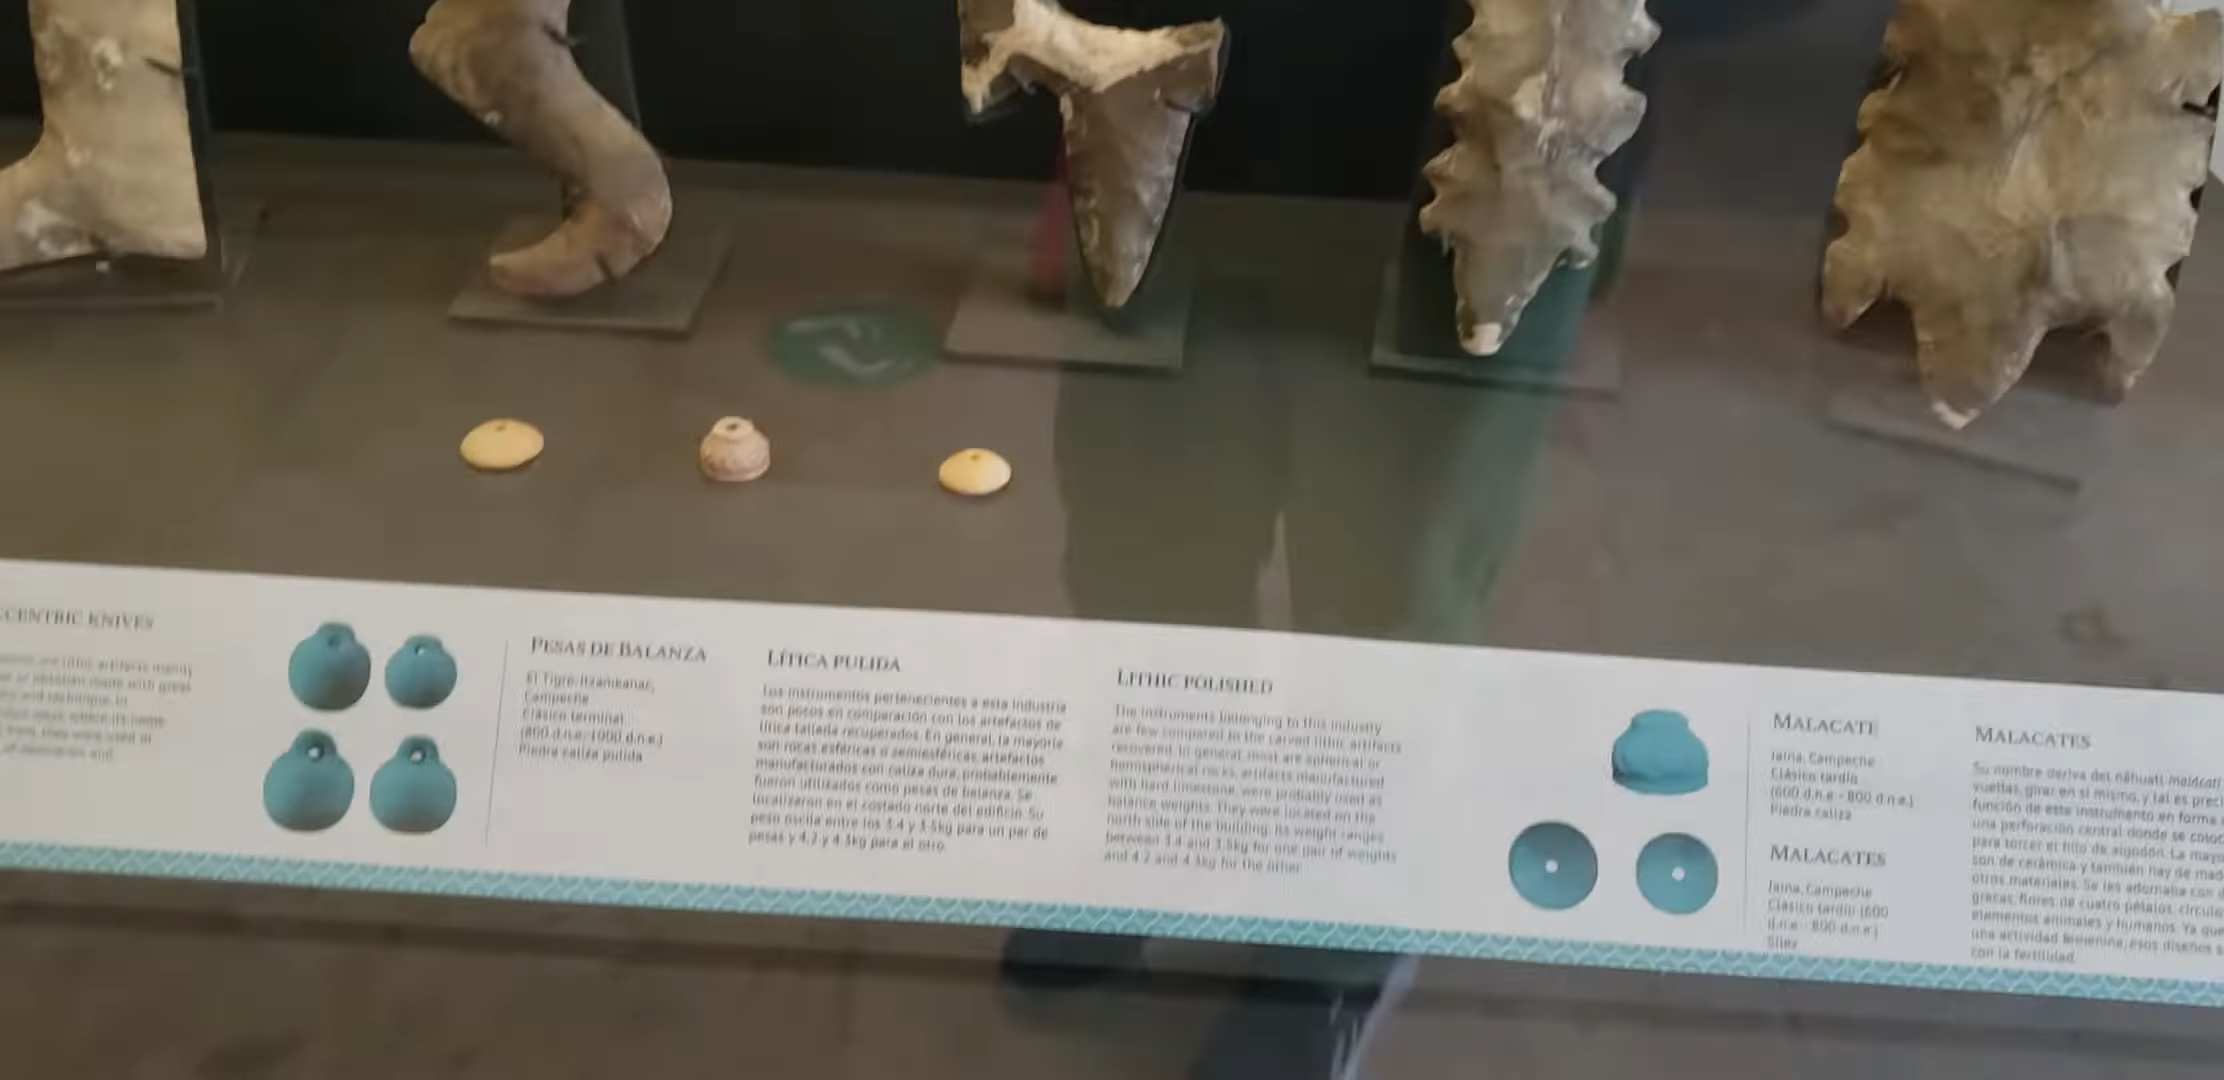 CENTRIC KNIVES
PESAS DE BALANZA
El Tigre-Itzamkanac,
Campeche
Clásico terminal
(800 d.n.e.-1000 d.n.e.)
Piedra caliza pulida
LÍTICA PULIDA
Los instrumentos pertenecientes a esta industria
son pocos en comparación con los artefactos de
lítica tallada recuperados. En general, la mayoría
son rocas esféricas o semiesféricas, artefactos
manufacturados con caliza dura, probablemente
fueron utilizados como pesas de balanza. Se
localizaron en el costado norte del edificio. Su
peso oscila entre los 3.4 y 3.5kg para un par de
pesas y 4.2 y 4.3kg para el otro.
LITHIC POLISHED
The instruments belonging to this industry
are few compared to the carved lithic artifacts
recovered. In general, most are spherical or
hemispherical rocks, artifacts manufactured
with hard limestone, were probably used as
balance weights. They were located on the
north side of the building. Its weight ranges
between 3.4 and 3.5kg for one pair of weights
and 4.2 and 4.3kg for the other.
MALACATE
Jaina, Campeche
Clásico tardío
(600 d.n.e - 800 d.n.e.)
Piedra caliza
MALACATES
Jaina, Campeche
Clásico tardío (600
d.n.e - 800 d.n.e.)
Sílex
MALACATES
Su nombre deriva del náhuatl malacatl
vueltas, girar en sí mismo, y tal es
función de este instrumento en forma
una perforación central donde se
para torcer el hilo de algodón. La
son de cerámica y también hay de
otros materiales. Se les adornaba con
grecas, flores de cuatro pétalos,
elementos animales y humanos. Ya que
una actividad femenina, esos diseños
con la fertilidad.